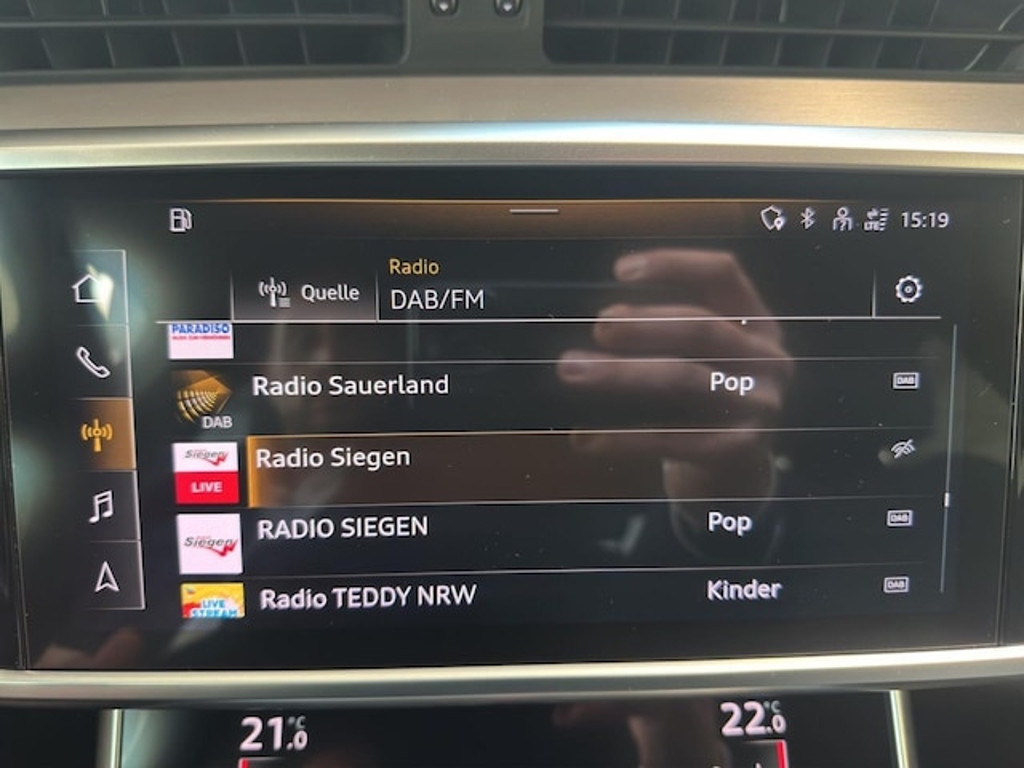 LTE
15:19
Quelle
Radio
DAB/FM
PARADISO
Radio Sauerland
Pop
DAB
DAB
Radio Siegen
Siegen
LIVE
RADIO SIEGEN
Pop
DAB
Siegen
Radio TEDDY NRW
Kinder
DAB
LIVE
STREAM
21.0 °C
22.0 °C